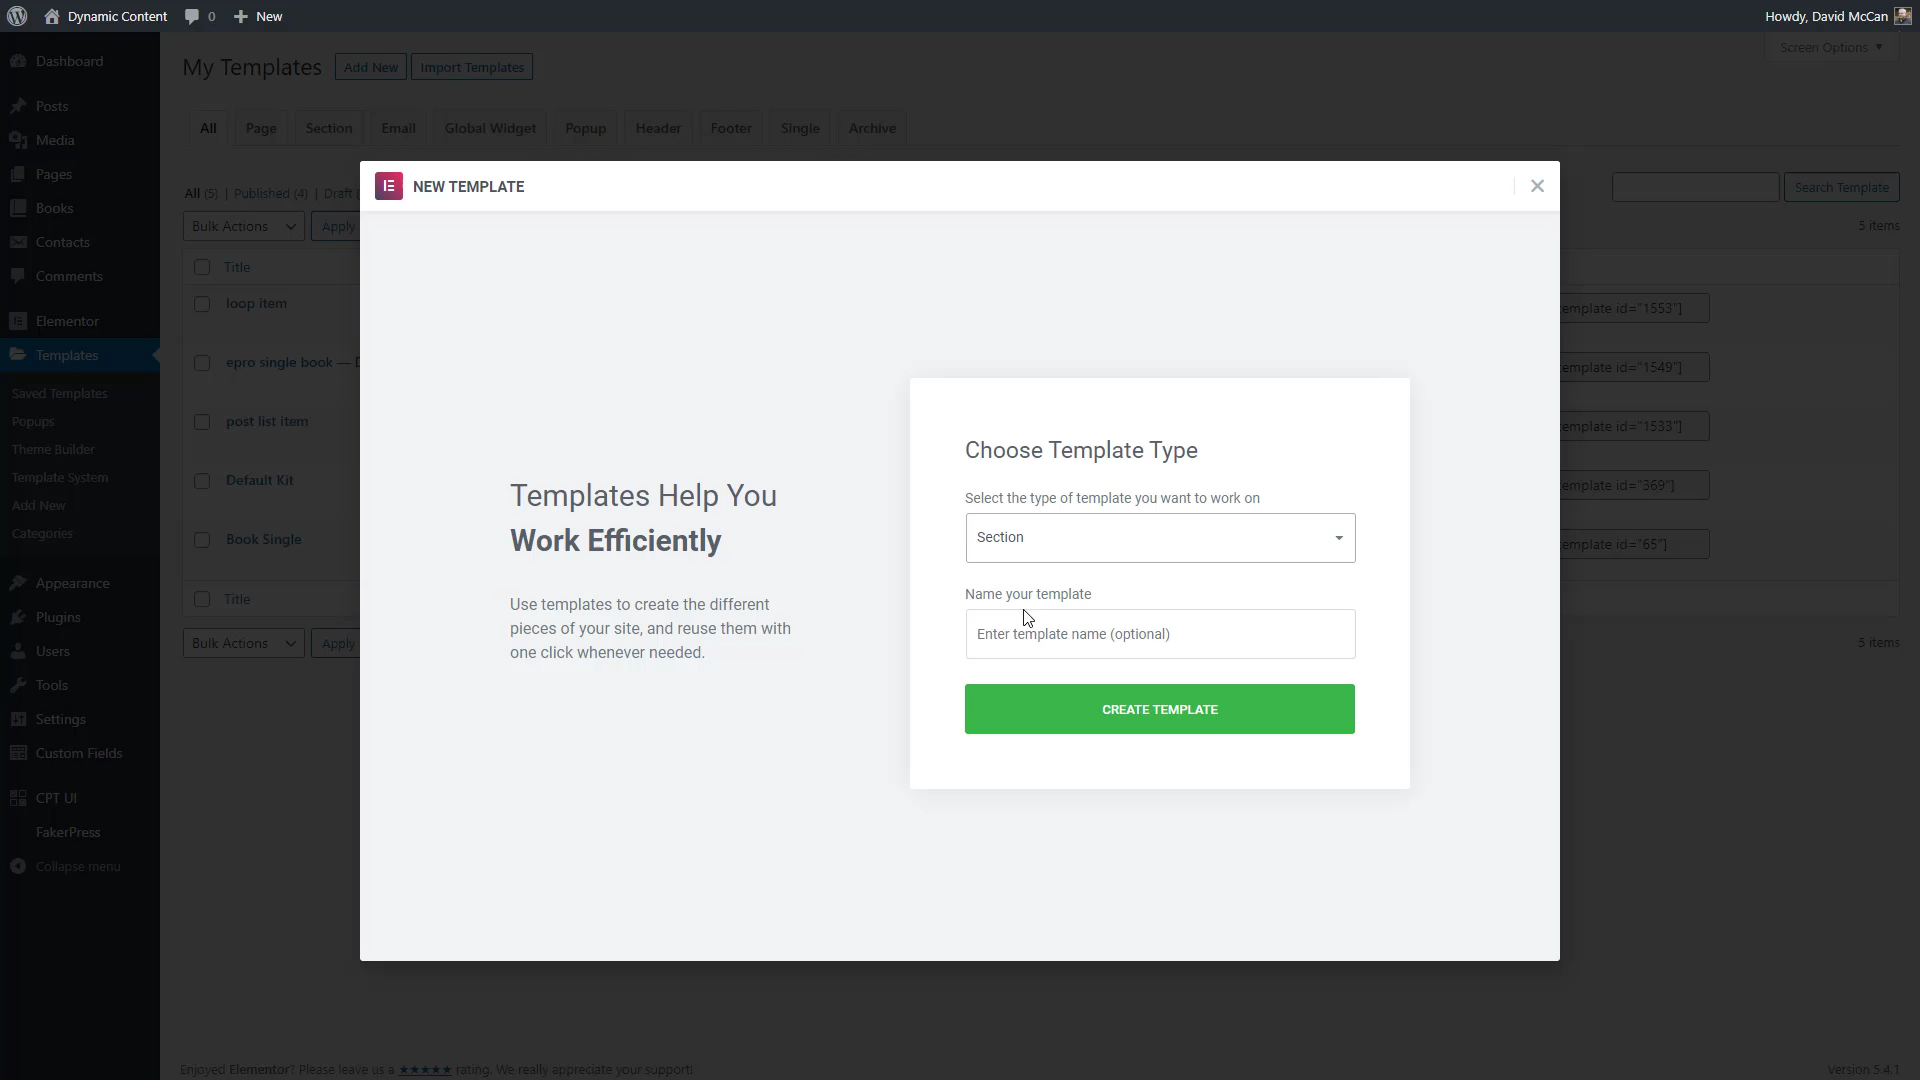 Dynamic Content
0
New
Howdy, David McCan
Screen Options
Dashboard
Posts
Media
Pages
Books
Contacts
Comments
Elementor
Templates
Saved Templates
Popups
Theme Builder
Template System
Add New
Categories
Appearance
Plugins
Users
Tools
Settings
Custom Fields
CPT UI
FakerPress
Collapse menu
My Templates
Add New
Import Templates
All
Page
Section
Email
Global Widget
Popup
Header
Footer
Single
Archive
All (5) | Published (4) | Draft
Search Template
Bulk Actions
Apply
5 items
Title
loop item
emplate id="1553"]
epro single book —
emplate id="1549"]
post list item
emplate id="1533"]
Default Kit
emplate id="369"]
Book Single
emplate id="65"]
Title
Bulk Actions
Apply
5 items
NEW TEMPLATE
Templates Help You
Work Efficiently
Use templates to create the different
pieces of your site, and reuse them with
one click whenever needed.
Choose Template Type
Select the type of template you want to work on
Section
Name your template
Enter template name (optional)
CREATE TEMPLATE
Enjoyed Elementor? Please leave us a ★★★★★ rating. We really appreciate your support!
Version 5.4.1